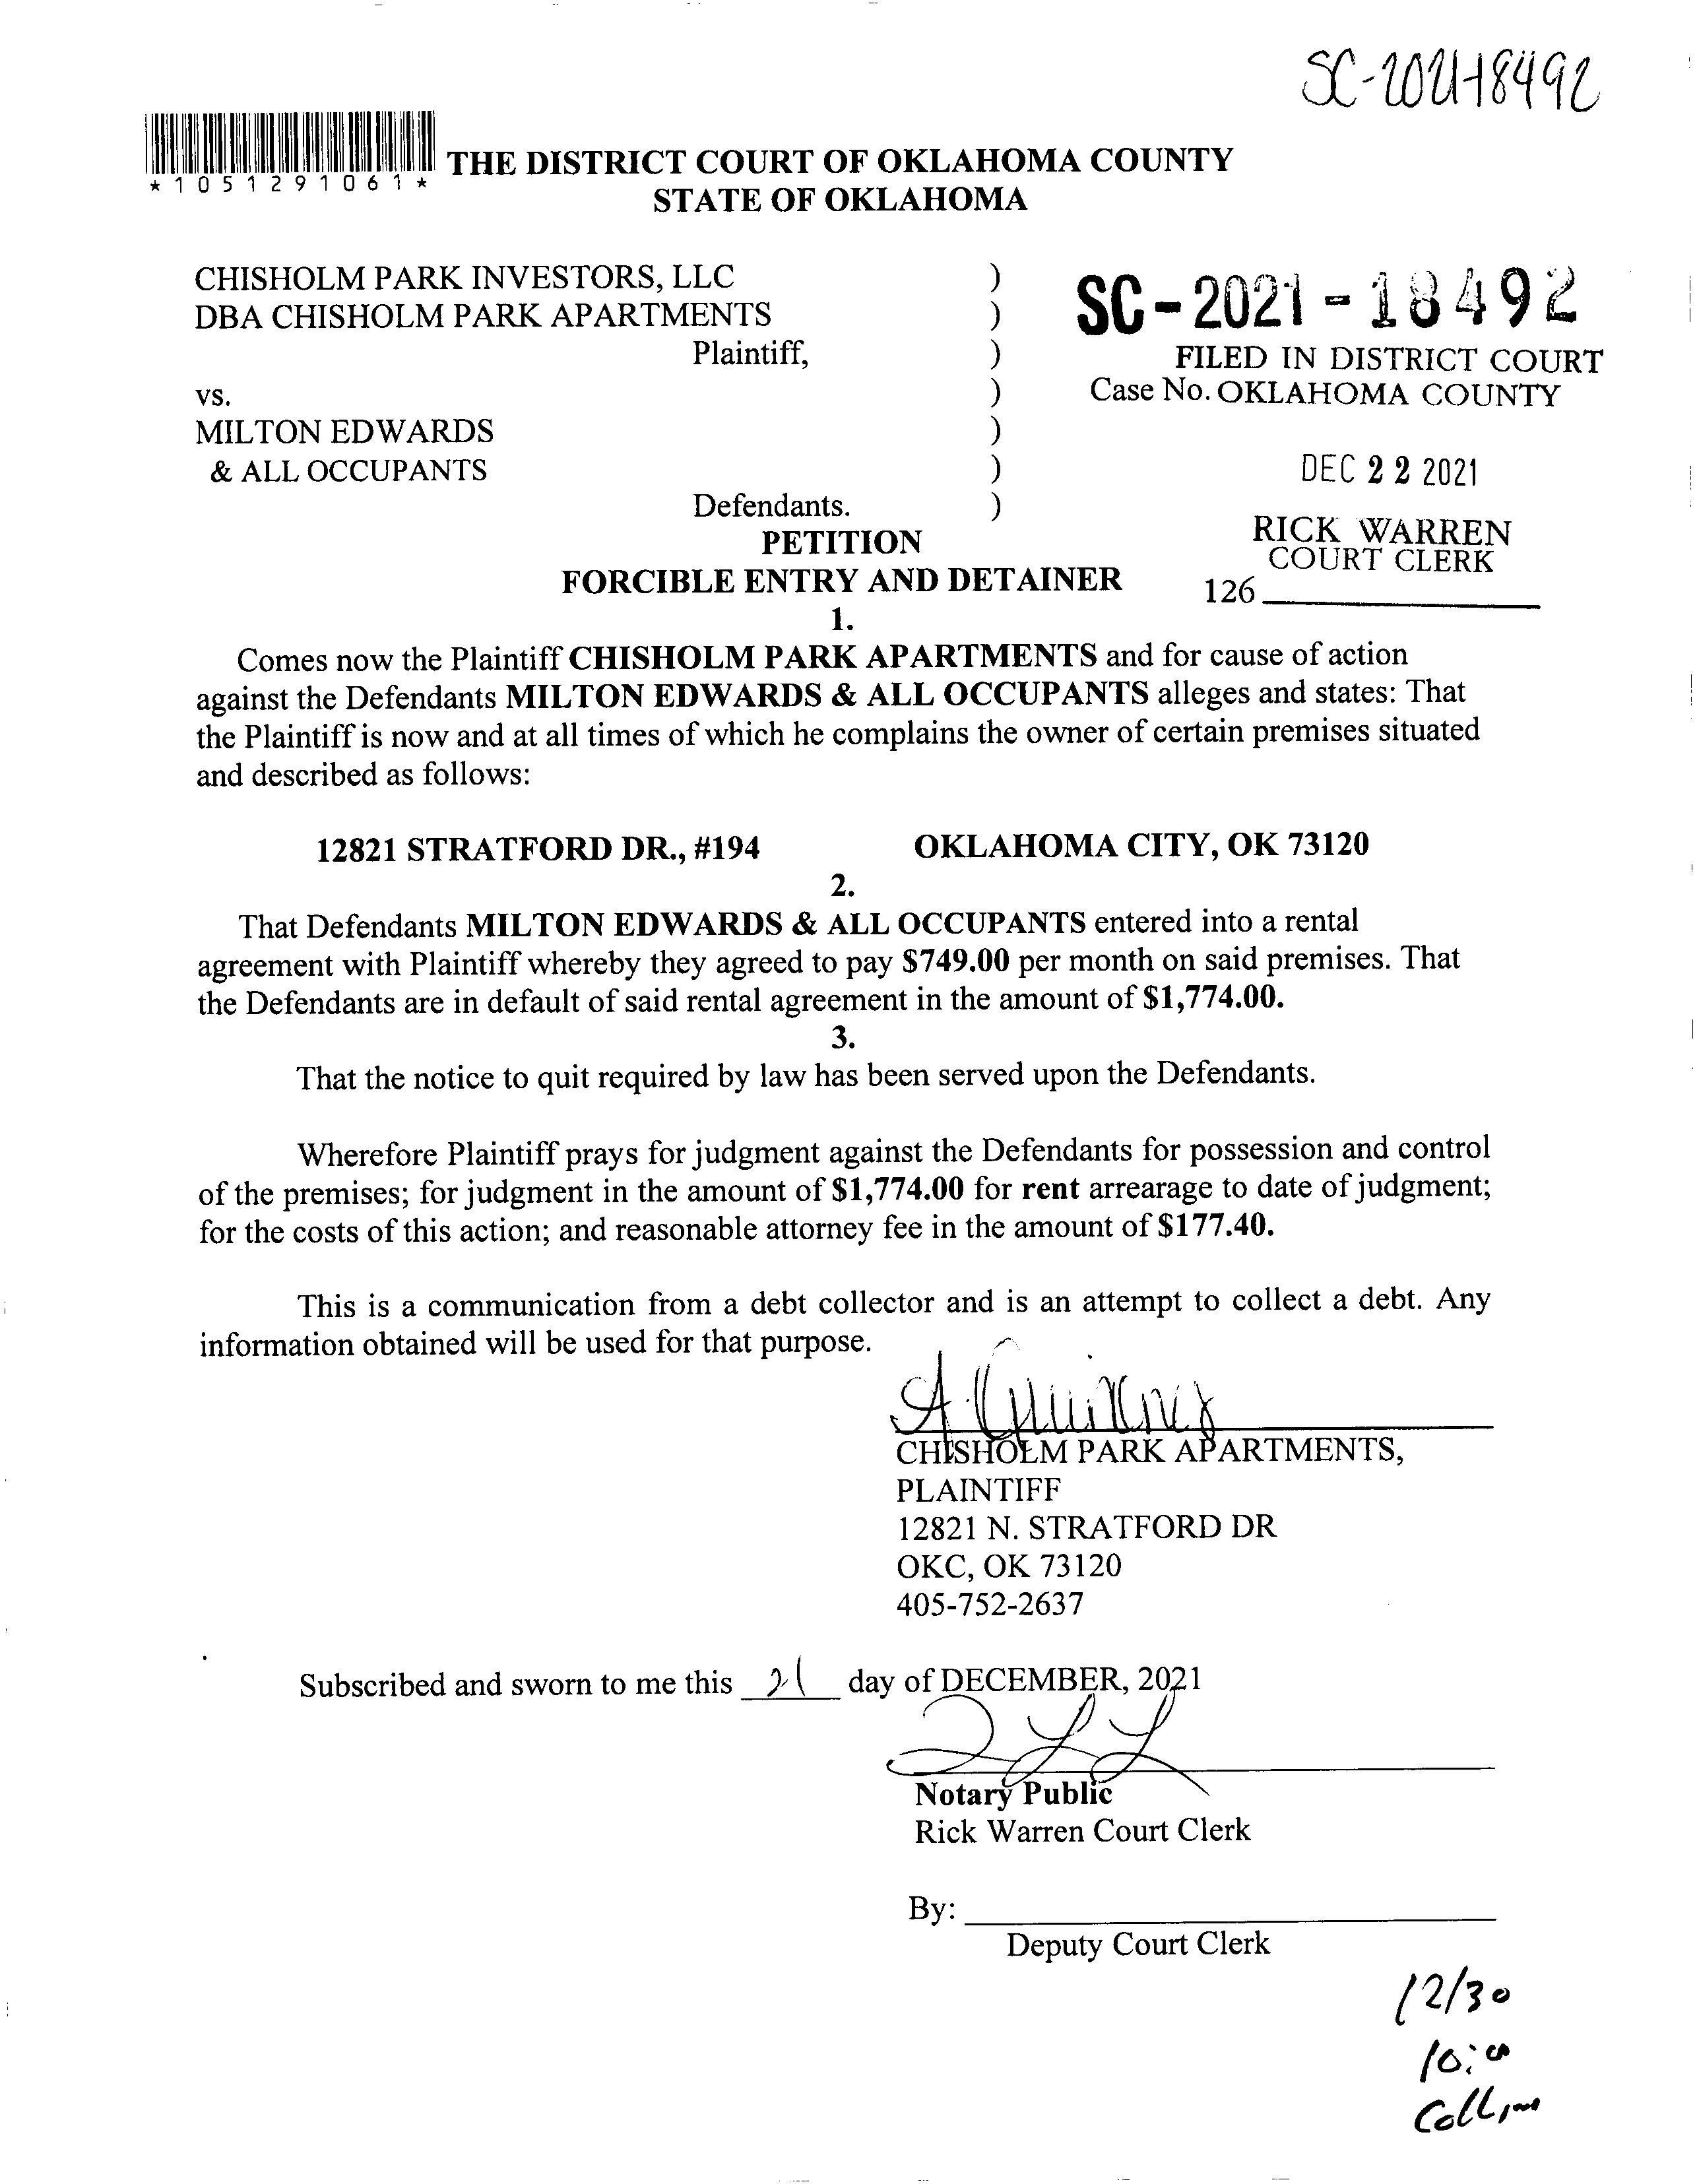 SC-2021-18492
*1051291061*
THE DISTRICT COURT OF OKLAHOMA COUNTY
STATE OF OKLAHOMA
CHISHOLM PARK INVESTORS, LLC )
DBA CHISHOLM PARK APARTMENTS )
Plaintiff, )
vs. )
MILTON EDWARDS )
& ALL OCCUPANTS )
Defendants. )
SC-2021-18492
FILED IN DISTRICT COURT
Case No. OKLAHOMA COUNTY
DEC 22 2021
RICK WARREN
COURT CLERK
126
PETITION
FORCIBLE ENTRY AND DETAINER
1.
Comes now the Plaintiff CHISHOLM PARK APARTMENTS and for cause of action
against the Defendants MILTON EDWARDS & ALL OCCUPANTS alleges and states: That
the Plaintiff is now and at all times of which he complains the owner of certain premises situated
and described as follows:
12821 STRATFORD DR., #194 OKLAHOMA CITY, OK 73120
2.
That Defendants MILTON EDWARDS & ALL OCCUPANTS entered into a rental
agreement with Plaintiff whereby they agreed to pay $749.00 per month on said premises. That
the Defendants are in default of said rental agreement in the amount of $1,774.00.
3.
That the notice to quit required by law has been served upon the Defendants.
Wherefore Plaintiff prays for judgment against the Defendants for possession and control
of the premises; for judgment in the amount of $1,774.00 for rent arrearage to date of judgment;
for the costs of this action; and reasonable attorney fee in the amount of $177.40.
This is a communication from a debt collector and is an attempt to collect a debt. Any
information obtained will be used for that purpose.
CHISHOLM PARK APARTMENTS,
PLAINTIFF
12821 N. STRATFORD DR
OKC, OK 73120
405-752-2637
Subscribed and sworn to me this 21 day of DECEMBER, 2021
Notary Public
Rick Warren Court Clerk
By:
Deputy Court Clerk
12/30